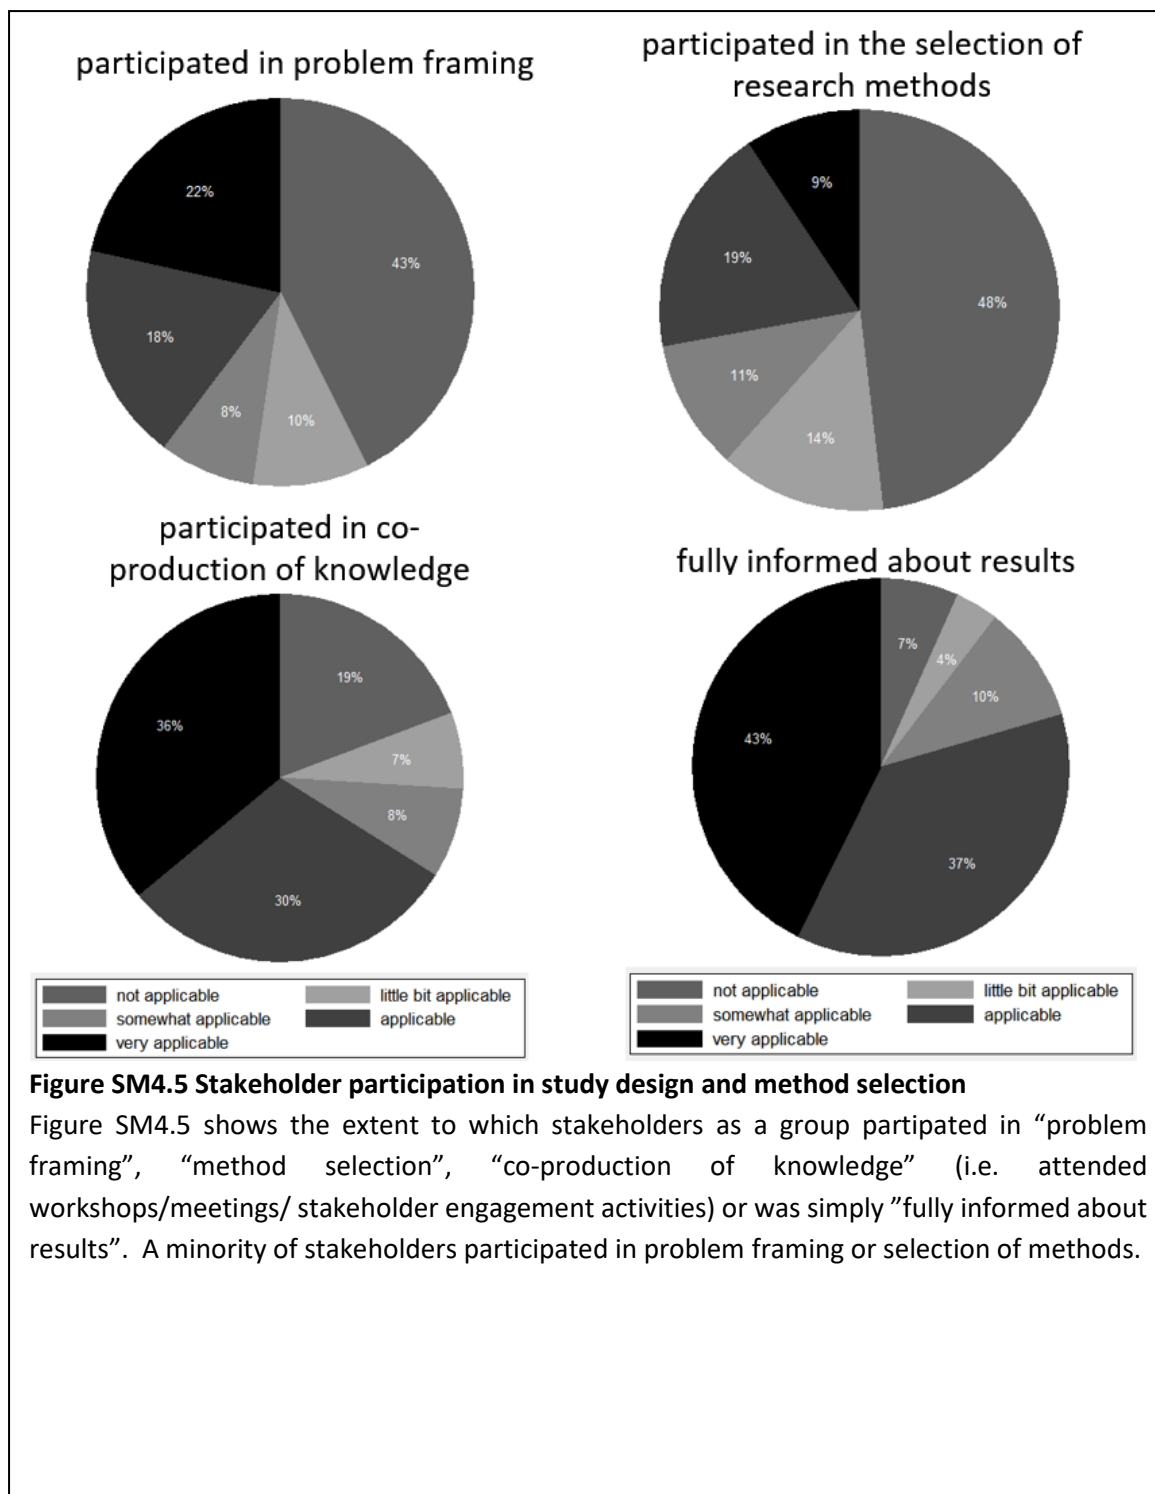 participated in problem framing
22%
43%
18%
8%
10%
participated in the selection of
research methods
9%
19%
48%
11%
14%
participated in co-
production of knowledge
19%
36%
7%
8%
30%
fully informed about results
7%
4%
10%
43%
37%
not applicable
little bit applicable
somewhat applicable
applicable
very applicable
not applicable
little bit applicable
somewhat applicable
applicable
very applicable
Figure SM4.5 Stakeholder participation in study design and method selection
Figure SM4.5 shows the extent to which stakeholders as a group partipated in “problem
framing”, “method selection”, “co-production of knowledge” (i.e. attended
workshops/meetings/ stakeholder engagement activities) or was simply ”fully informed about
results”. A minority of stakeholders participated in problem framing or selection of methods.